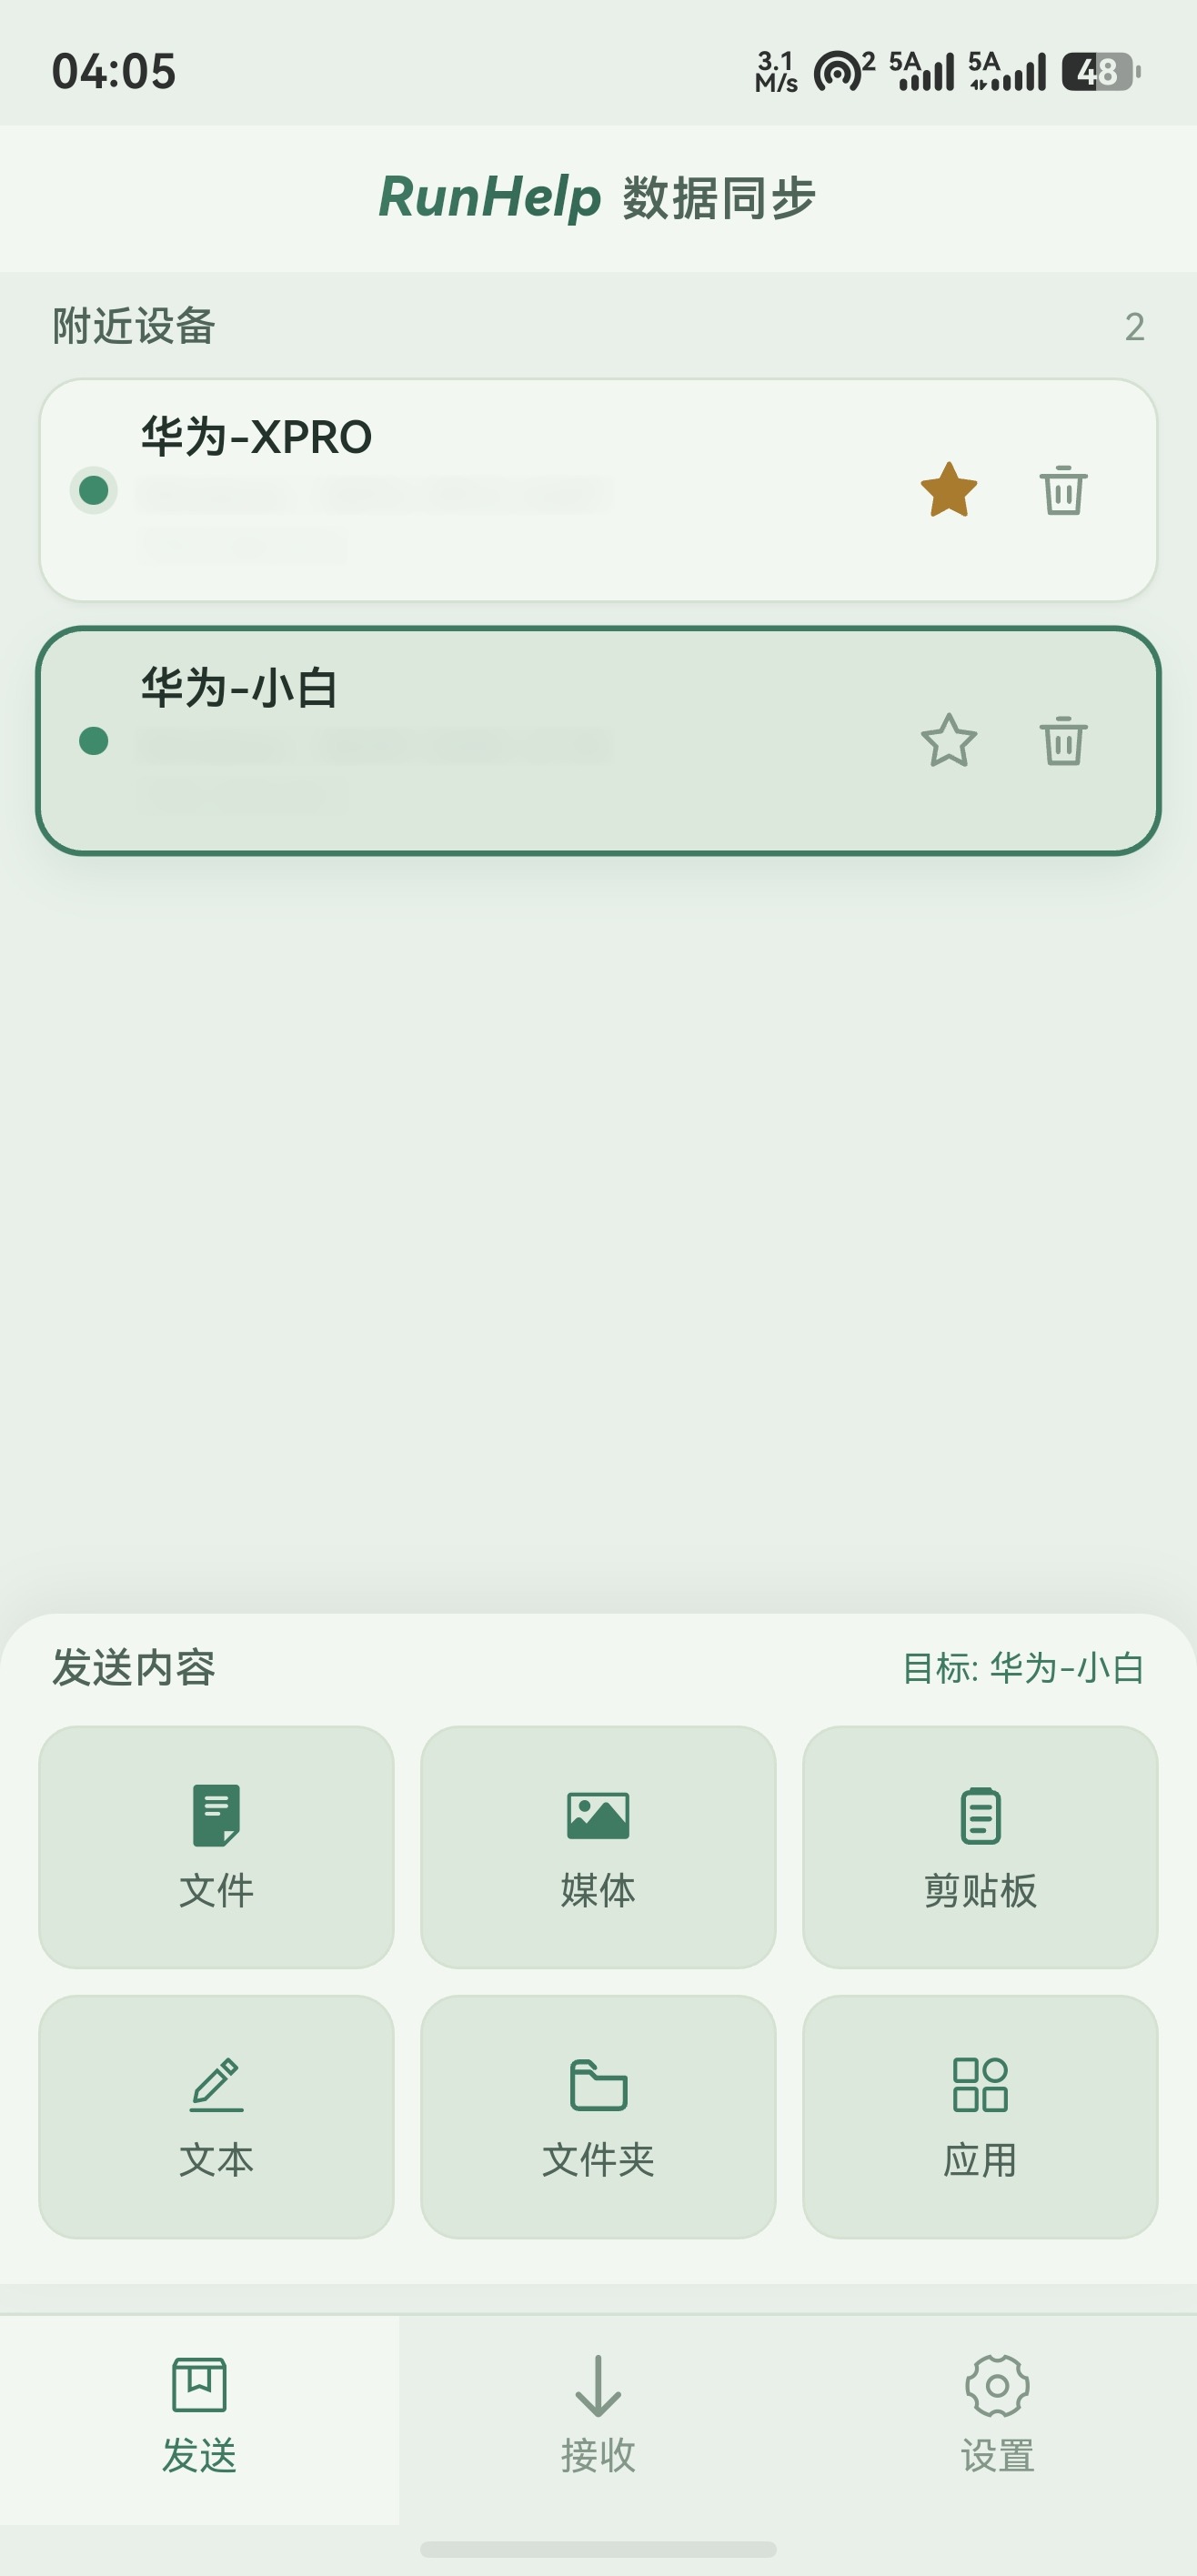 04:05
3.1 M/s 2 5A 5A 48
RunHelp 数据同步
附近设备 2
华为-XPRO
华为-小白
发送内容 目标: 华为-小白
文件 媒体 剪贴板
文本 文件夹 应用
发送 接收 设置